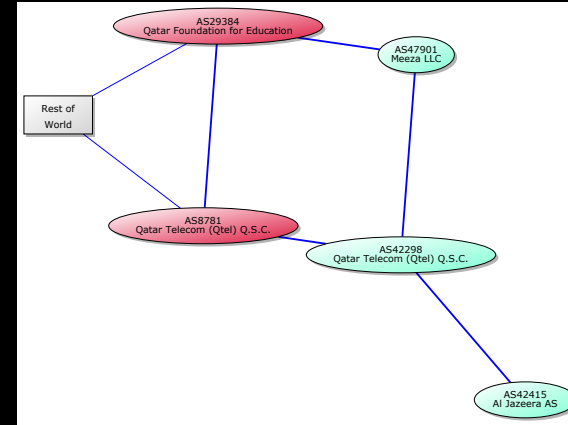 AS29384
Qatar Foundation for Education
AS47901
Meeza LLC
Rest of
World
AS8781
Qatar Telecom (Qtel) Q.S.C.
AS42298
Qatar Telecom (Qtel) Q.S.C.
AS42415
Al Jazeera AS